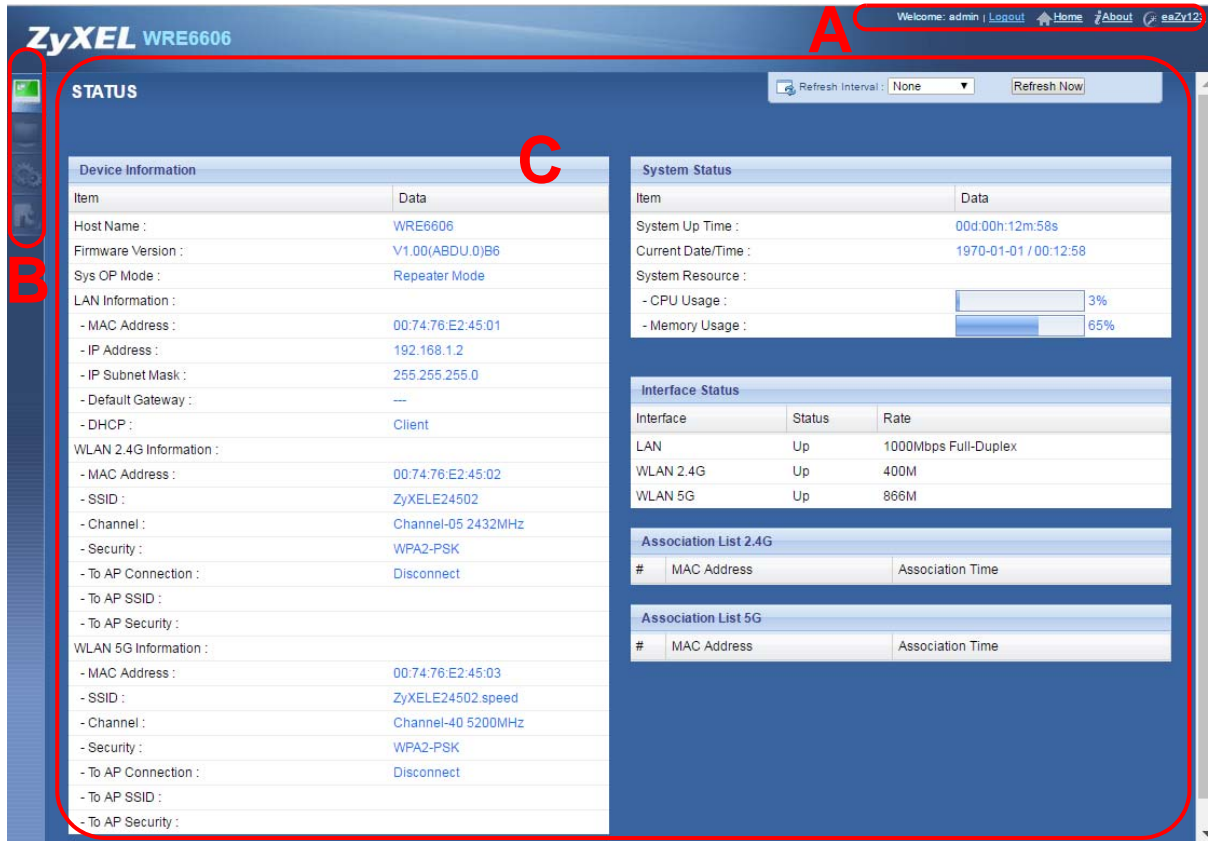 Welcome: admin | Logout Home About eaZy123
ZyXEL WRE6606
A
STATUS
Refresh Interval : None Refresh Now
C
B
Device Information
Item Data
Host Name : WRE6606
Firmware Version : V1.00(ABDU.0)B6
Sys OP Mode : Repeater Mode
LAN Information :
- MAC Address : 00:74:76:E2:45:01
- IP Address : 192.168.1.2
- IP Subnet Mask : 255.255.255.0
- Default Gateway : ---
- DHCP : Client
WLAN 2.4G Information :
- MAC Address : 00:74:76:E2:45:02
- SSID : ZyXELE24502
- Channel : Channel-05 2432MHz
- Security : WPA2-PSK
- To AP Connection : Disconnect
- To AP SSID :
- To AP Security :
WLAN 5G Information :
- MAC Address : 00:74:76:E2:45:03
- SSID : ZyXELE24502.speed
- Channel : Channel-40 5200MHz
- Security : WPA2-PSK
- To AP Connection : Disconnect
- To AP SSID :
- To AP Security :
System Status
Item Data
System Up Time : 00d:00h:12m:58s
Current Date/Time : 1970-01-01 / 00:12:58
System Resource :
- CPU Usage : 3%
- Memory Usage : 65%
Interface Status
Interface Status Rate
LAN Up 1000Mbps Full-Duplex
WLAN 2.4G Up 400M
WLAN 5G Up 866M
Association List 2.4G
# MAC Address Association Time
Association List 5G
# MAC Address Association Time